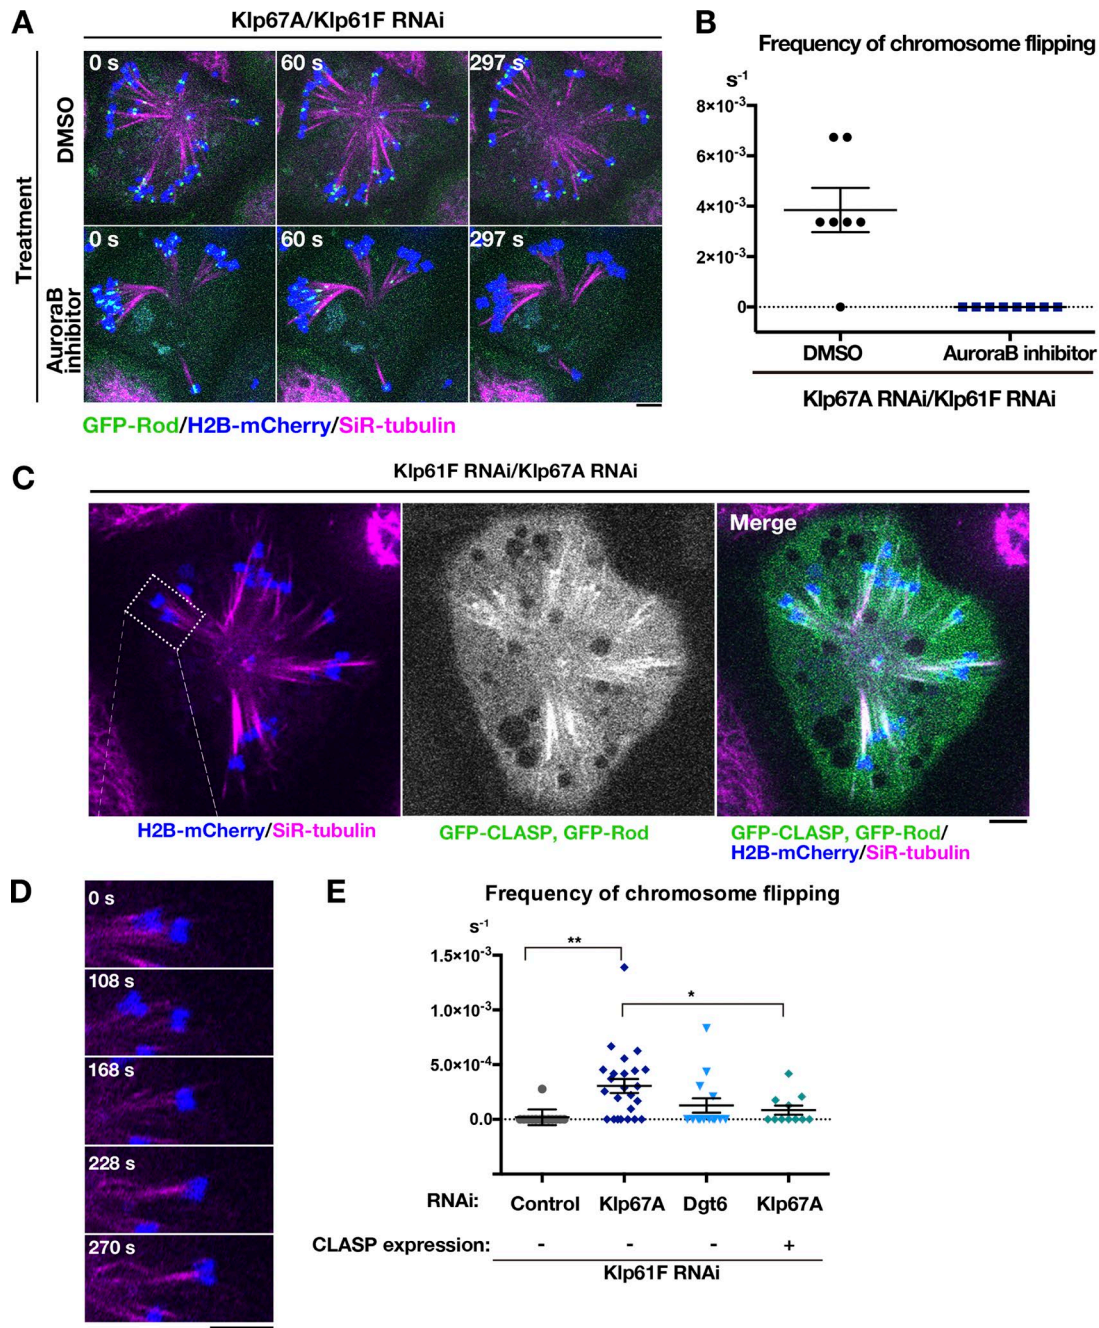 A
Klp67A/Klp61F RNAi
Treatment
DMSO
0 s
60 s
297 s
AuroraB
inhibitor
0 s
60 s
297 s
GFP-Rod/H2B-mCherry/SiR-tubulin
B
Frequency of chromosome flipping
s⁻¹
8×10⁻³
6×10⁻³
4×10⁻³
2×10⁻³
0
DMSO
AuroraB inhibitor
Klp67A RNAi/Klp61F RNAi
C
Klp61F RNAi/Klp67A RNAi
Merge
H2B-mCherry/SiR-tubulin
GFP-CLASP, GFP-Rod
GFP-CLASP, GFP-Rod/
H2B-mCherry/SiR-tubulin
D
0 s
108 s
168 s
228 s
270 s
E
Frequency of chromosome flipping
s⁻¹
**
*
1.5×10⁻³
1.0×10⁻³
5.0×10⁻⁴
0.0
RNAi: Control Klp67A Dgt6 Klp67A
CLASP expression: - - - +
Klp61F RNAi